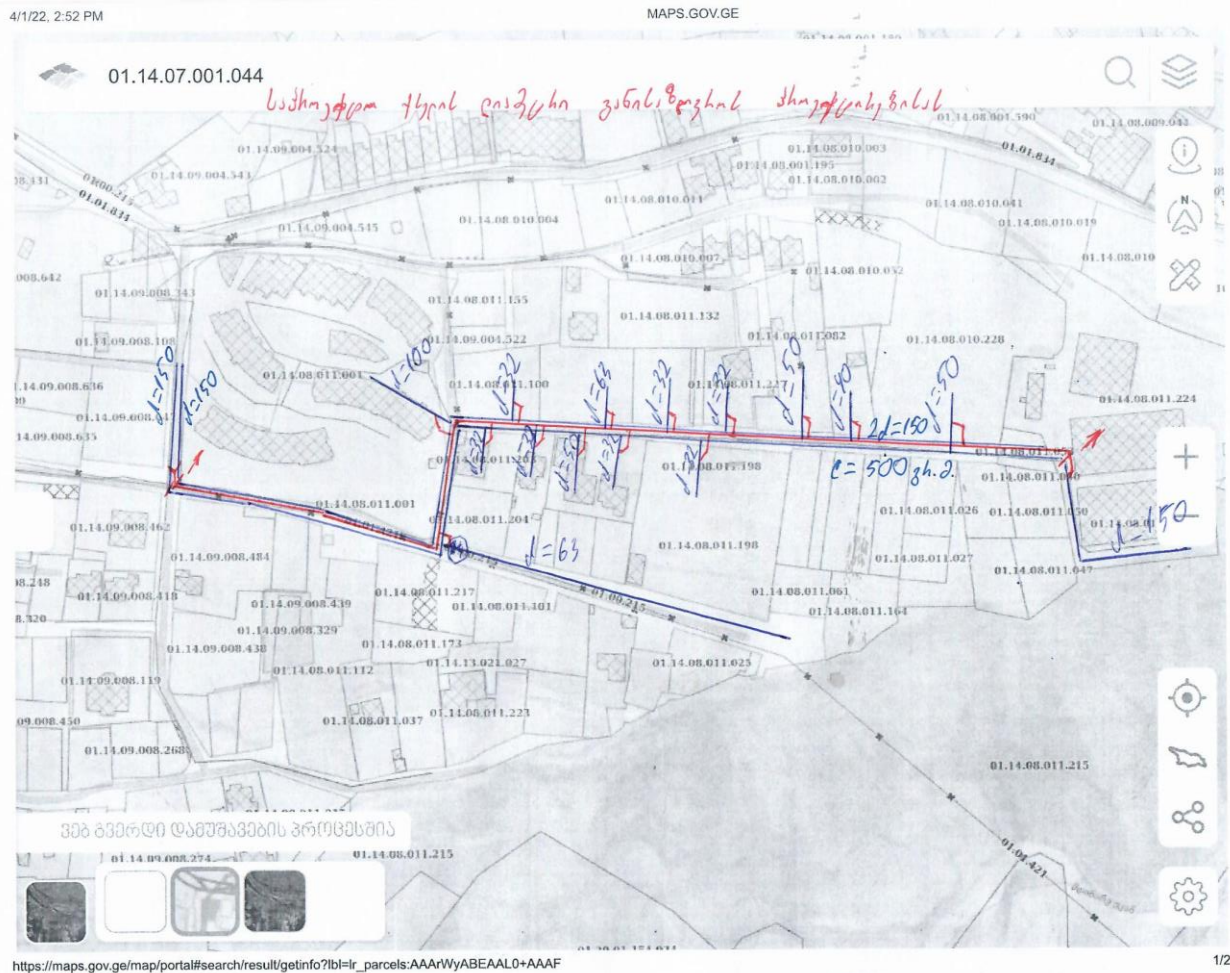 4/1/22, 2:52 PM
MAPS.GOV.GE
01.14.07.001.044
საპროექტო ქსელის დიამეტრი განისაზღვროს პროექტირებისას
01.14.08.001.590
01.14.08.009.044
01.14.09.004.524
01.14.08.010.003
01.01.834
01.14.08.001.195
01.14.09.004.543
01.14.08.010.002
01.00.215
01.01.834
01.14.08.010.011
01.14.08.010.041
01.14.09.004.545
01.14.08.010.004
01.14.08.010.019
01.14.08.010.007
01.14.08.010
01.14.08.010.032
008.642
01.14.09.008.343
01.14.08.011.155
01.14.08.011.132
01.14.08.011.082
01.14.09.008.108
01.14.09.004.522
01.14.08.010.228
d=150
d=150
d=100
d=32
d=63
d=32
d=32
d=50
d=40
d=50
01.14.08.011.001
01.14.08.011.100
1.14.09.008.636
01.14.08.011.224
2d=150
14.09.008.635
d=32
d=32
d=50
d=32
d=32
01.14.08.011.198
ℓ=500 გრ.მ.
01.14.08.011.001
01.14.08.011.026
01.14.08.011.050
01.14.08.011.204
d=150
01.14.09.008.462
01.14.09.008.484
d=63
01.14.08.011.198
01.14.08.011.027
01.14.08.011.047
01.14.09.008.418
01.14.09.008.439
01.14.08.011.217
01.14.08.011.101
01.00.215
01.14.08.011.061
01.14.08.011.164
01.14.09.008.329
01.14.09.008.438
01.14.08.011.173
01.14.08.011.112
01.14.13.021.027
01.14.08.011.025
01.14.09.008.119
09.008.450
01.14.08.011.037
01.14.08.011.223
01.14.09.008.268
01.14.08.011.215
ვებ გვერდი დამუშავების პროცესშია
01.14.09.008.274
01.14.08.011.215
01.01.421
https://maps.gov.ge/map/portal#search/result/getinfo?lbl=lr_parcels:AAArWyABEAAL0+AAAF
1/2